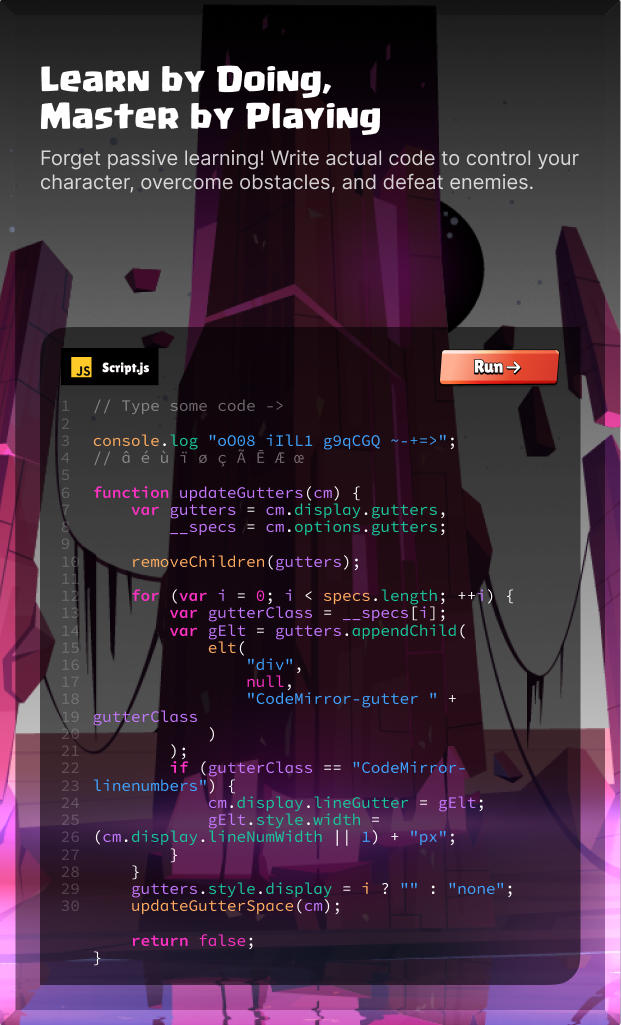 Learn by Doing,
Master by Playing
Forget passive learning! Write actual code to control your
character, overcome obstacles, and defeat enemies.
JS Script.js
Run →
1 // Type some code ->
2
3 console.log "oO08 iIlL1 g9qCGQ ~-+=>";
4 // â é ù ï ø ç Ã Ē Æ œ
5
6 function updateGutters(cm) {
7 var gutters = cm.display.gutters,
8 __specs = cm.options.gutters;
9
10 removeChildren(gutters);
11
12 for (var i = 0; i < specs.length; ++i) {
13 var gutterClass = __specs[i];
14 var gElt = gutters.appendChild(
15 elt(
16 "div",
17 null,
18 "CodeMirror-gutter " +
19 gutterClass
20 )
21 );
22 if (gutterClass == "CodeMirror-
23 linenumbers") {
24 cm.display.lineGutter = gElt;
25 gElt.style.width =
26 (cm.display.lineNumWidth || 1) + "px";
27 }
28 }
29 gutters.style.display = i ? "" : "none";
30 updateGutterSpace(cm);
return false;
}